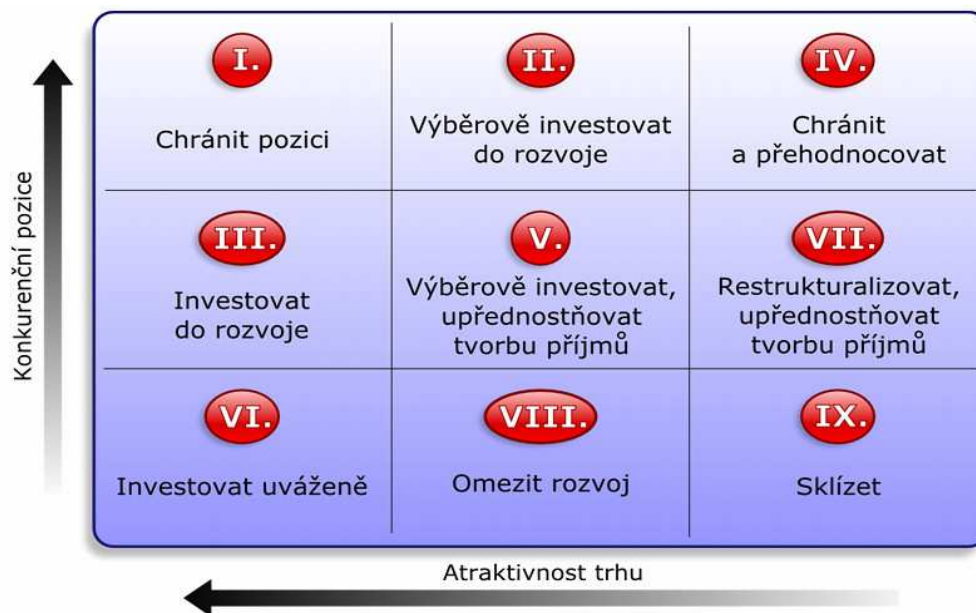 I.
Chránit pozici
II.
Výběrově investovat
do rozvoje
IV.
Chránit
a přehodnocovat
III.
Investovat
do rozvoje
V.
Výběrově investovat,
upřednostňovat
tvorbu příjmů
VII.
Restrukturalizovat,
upřednostňovat
tvorbu příjmů
VI.
Investovat uváženě
VIII.
Omezit rozvoj
IX.
Sklízet
Konkurenční pozice
Atraktivnost trhu